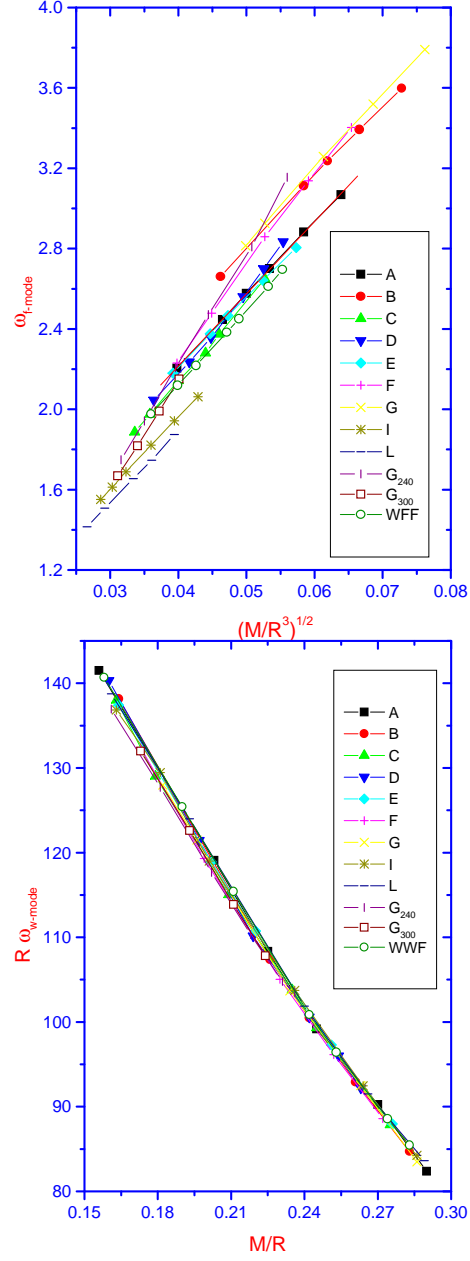 4.0
3.6
3.2
2.8
2.4
2.0
1.6
1.2
ω_f-mode
A
B
C
D
E
F
G
I
L
G_240
G_300
WFF
0.03 0.04 0.05 0.06 0.07 0.08
(M/R^3)^1/2
140
130
120
110
100
90
80
R ω_w-mode
A
B
C
D
E
F
G
I
L
G_240
G_300
WWF
0.15 0.18 0.21 0.24 0.27 0.30
M/R